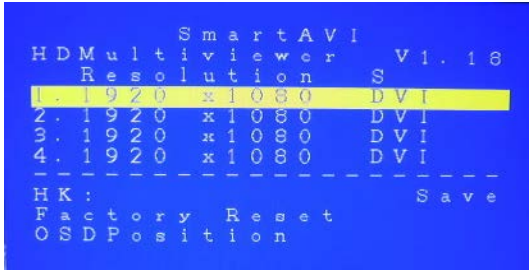 SmartAVI
HDMultiviewer V1.18
Resolution S
1. 1920 x1080 DVI
2. 1920 x1080 DVI
3. 1920 x1080 DVI
4. 1920 x1080 DVI
HK: Save
Factory Reset
OSDPosition